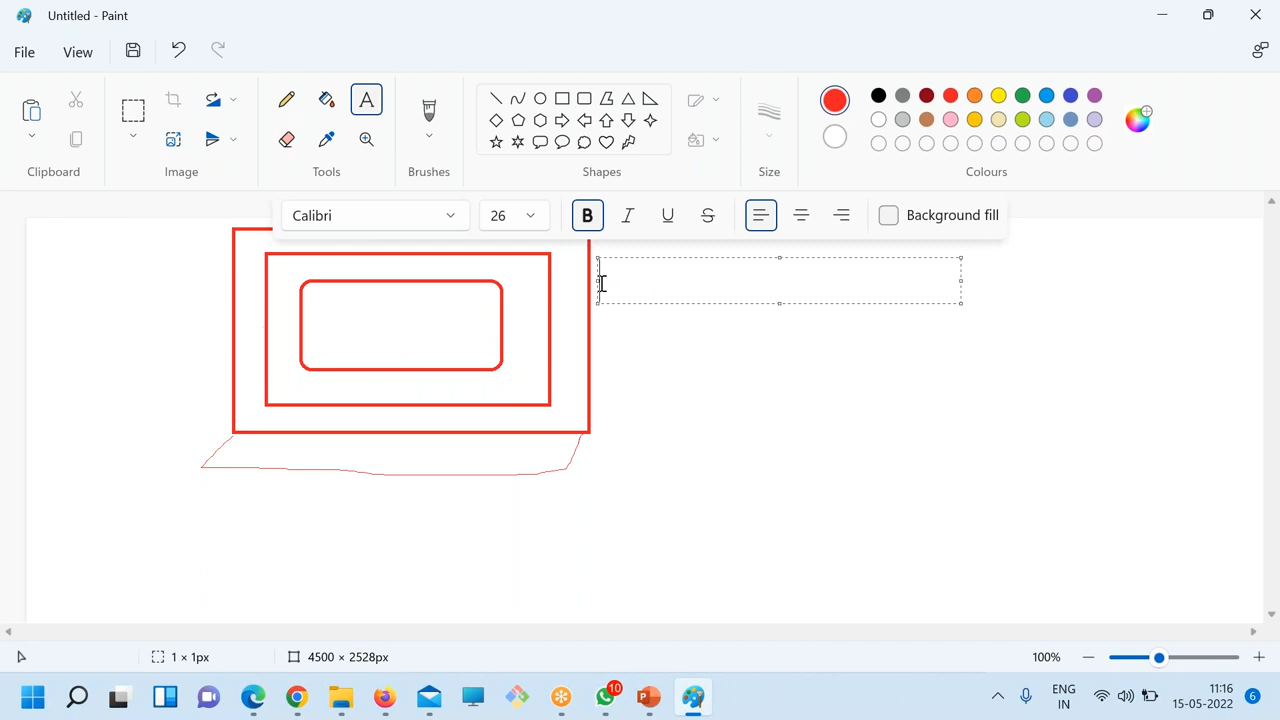 Untitled - Paint
File View
Clipboard Image Tools Brushes Shapes Size Colours
Calibri 26 B I U S Background fill
1 × 1px 4500 × 2528px 100%
10
ENG
IN
11:16
15-05-2022
6